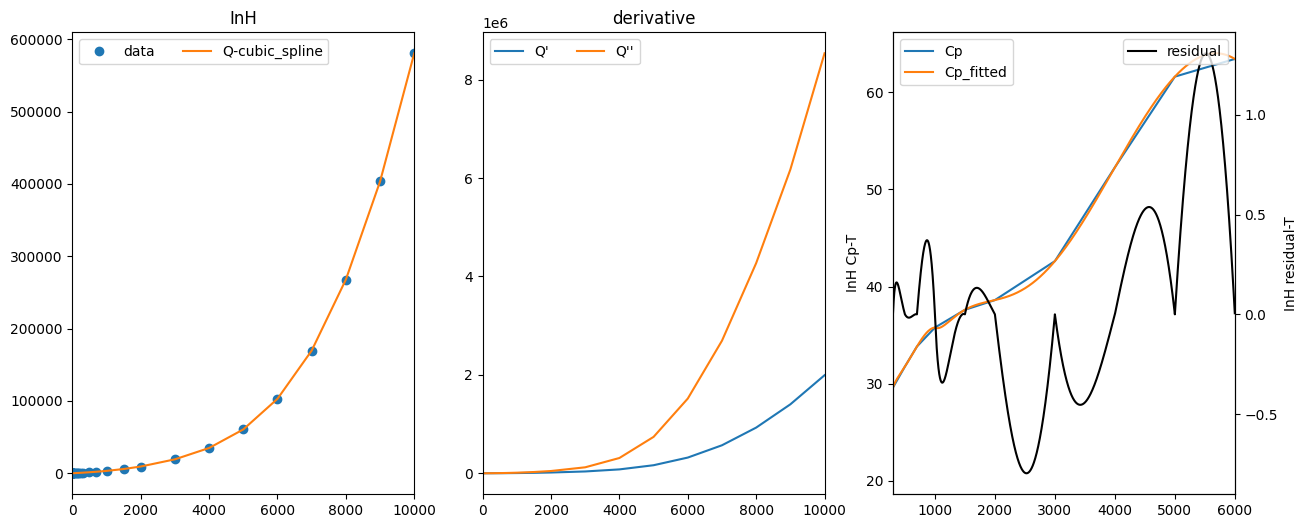 InH
data
Q-cubic_spline
600000
500000
400000
300000
200000
100000
0
0 2000 4000 6000 8000 10000
derivative
1e6
Q' Q''
8
6
4
2
0
0 2000 4000 6000 8000 10000
Cp
Cp_fitted
residual
60
50
40
30
20
InH Cp-T
1.0
0.5
0.0
−0.5
InH residual-T
1000 2000 3000 4000 5000 6000